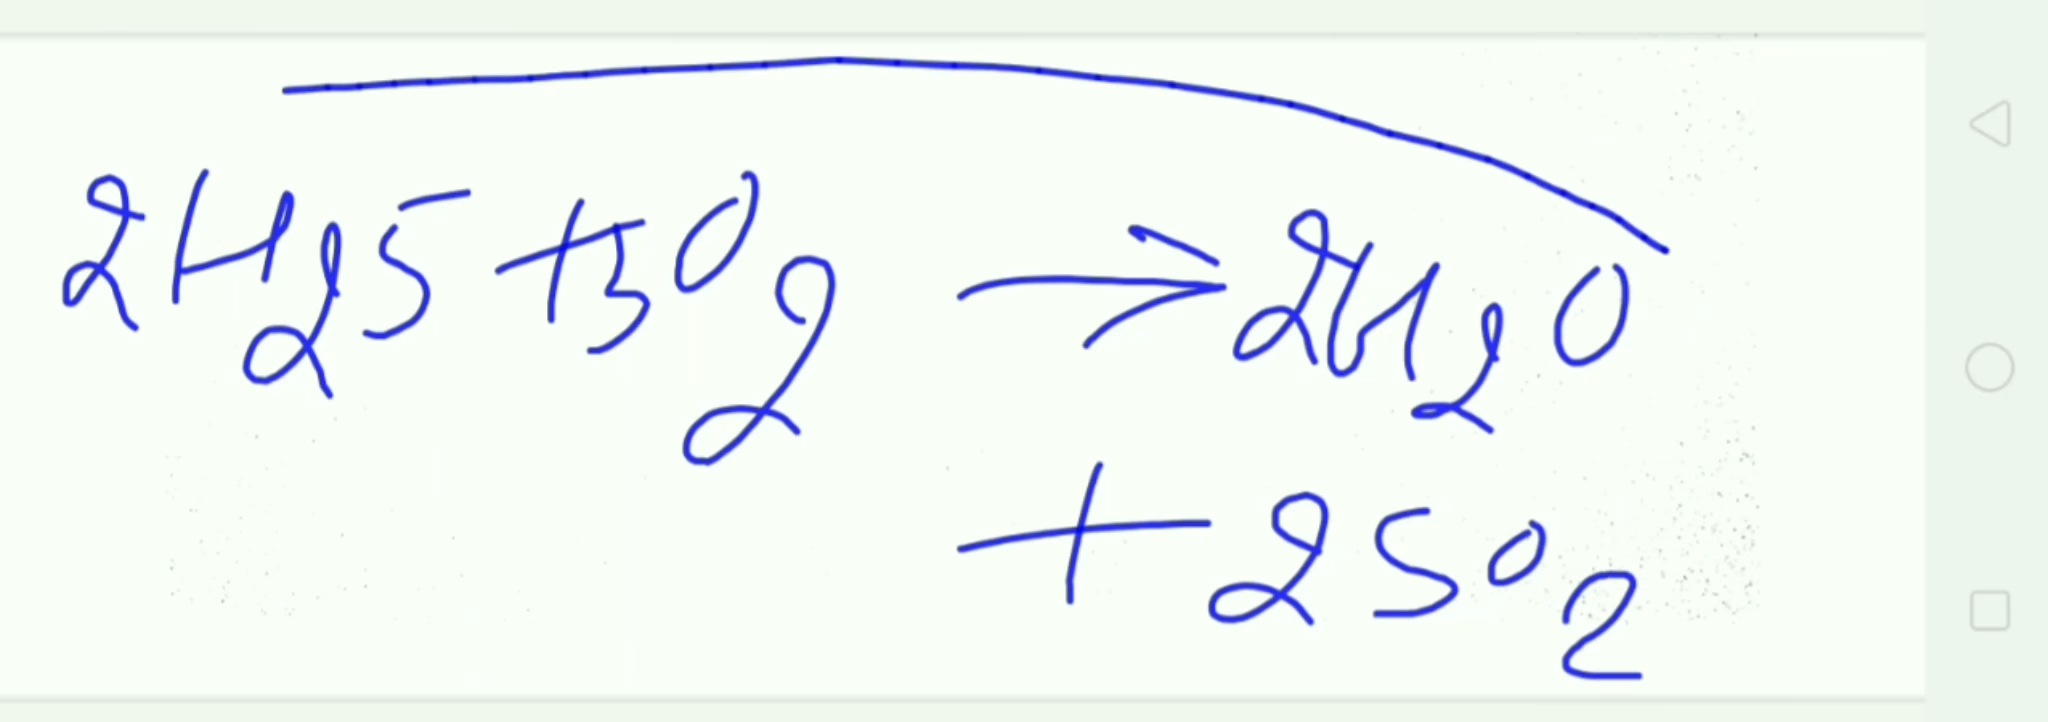 2H₂S + 3O₂ → 2H₂O
+ 2SO₂